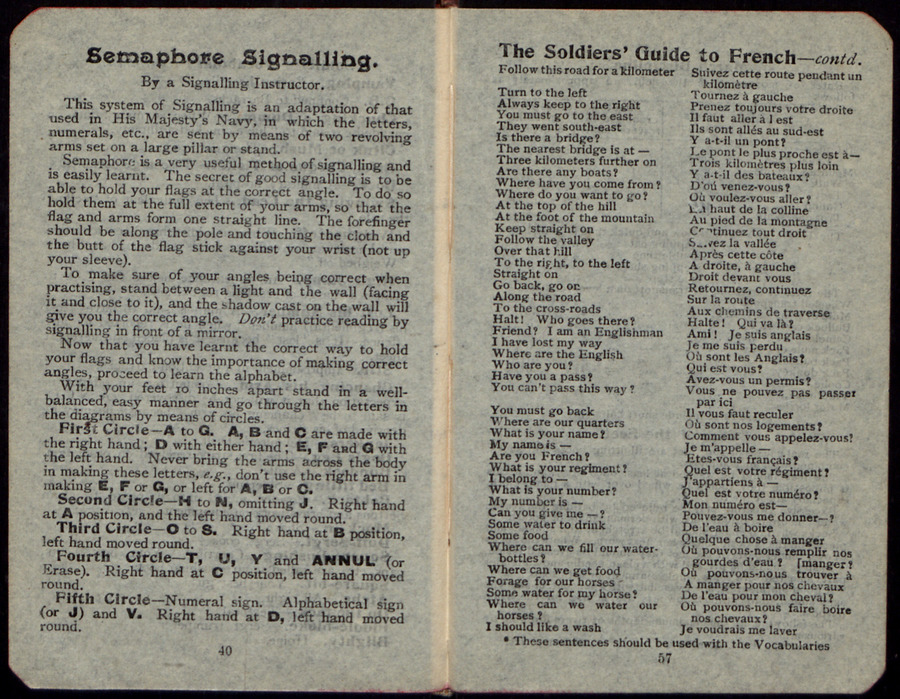 Semaphore Signalling.
By a Signalling Instructor.
This system of Signalling is an adaptation of that
used in His Majesty's Navy, in which the letters,
numerals, etc., are sent by means of two revolving
arms set on a large pillar or stand.
Semaphore is a very useful method of signalling and
is easily learnt. The secret of good signalling is to be
able to hold your flags at the correct angle. To do so
hold them at the full extent of your arms, so that the
flag and arms form one straight line. The forefinger
should be along the pole and touching the cloth and
the butt of the flag stick against your wrist (not up
your sleeve).
To make sure of your angles being correct when
practising, stand between a light and the wall (facing
it and close to it), and the shadow cast on the wall will
give you the correct angle. Don't practice reading by
signalling in front of a mirror.
Now that you have learnt the correct way to hold
your flags and know the importance of making correct
angles, proceed to learn the alphabet.
With your feet 10 inches apart stand in a well-
balanced, easy manner and go through the letters in
the diagrams by means of circles.
First Circle—A to G. A, B and C are made with
the right hand; D with either hand; E, F and G with
the left hand. Never bring the arms across the body
in making these letters, e.g., don't use the right arm in
making E, F or G, or left for A, B or C.
Second Circle—H to N, omitting J. Right hand
at A position, and the left hand moved round.
Third Circle—O to S. Right hand at B position,
left hand moved round.
Fourth Circle—T, U, Y and ANNUL (or
Erase). Right hand at C position, left hand moved
round.
Fifth Circle—Numeral sign. Alphabetical sign
(or J) and V. Right hand at D, left hand moved
round.
40
The Soldiers' Guide to French—contd.
Follow this road for a kilometer Suivez cette route pendant un
kilomètre
Turn to the left Tournez à gauche
Always keep to the right Prenez toujours votre droite
You must go to the east Il faut aller à l est
They went south-east Ils sont allés au sud-est
Is there a bridge? Y a-t-il un pont?
The nearest bridge is at — Le pont le plus proche est à—
Three kilometers further on Trois kilomètres plus loin
Are there any boats? Y a-t-il des bateaux?
Where have you come from? D'où venez-vous?
Where do you want to go? Où voulez-vous aller?
At the top of the hill haut de la colline
At the foot of the mountain Au pied de la montagne
Keep straight on tinuez tout droit
Follow the valley vez la vallée
Over that hill Après cette côte
To the right, to the left A droite, à gauche
Straight on Droit devant vous
Go back, go on Retournez, continuez
Along the road Sur la route
To the cross-roads Aux chemins de traverse
Halt! Who goes there? Halte! Qui va là?
Friend? I am an Englishman Ami! Je suis anglais
I have lost my way Je me suis perdu
Where are the English Où sont les Anglais?
Who are you? Qui est vous?
Have you a pass? Avez-vous un permis?
You can't pass this way? Vous ne pouvez pas passer
par ici
You must go back Il vous faut reculer
Where are our quarters Où sont nos logements?
What is your name? Comment vous appelez-vous?
My name is — Je m'appelle —
Are you French? Etes-vous français?
What is your regiment? Quel est votre régiment?
I belong to — J'appartiens à —
What is your number? Quel est votre numéro?
My number is — Mon numéro est—
Can you give me —? Pouvez-vous me donner—?
Some water to drink De l'eau à boire
Some food Quelque chose à manger
Where can we fill our water- Où pouvons-nous remplir nos
bottles? gourdes d'eau? [manger?
Where can we get food Où pouvons-nous trouver à
Forage for our horses A manger pour nos chevaux
Some water for my horse? De l'eau pour mon cheval?
Where can we water our Où pouvons-nous faire boire
horses? nos chevaux?
I should like a wash Je voudrais me laver
* These sentences should be used with the Vocabularies
57